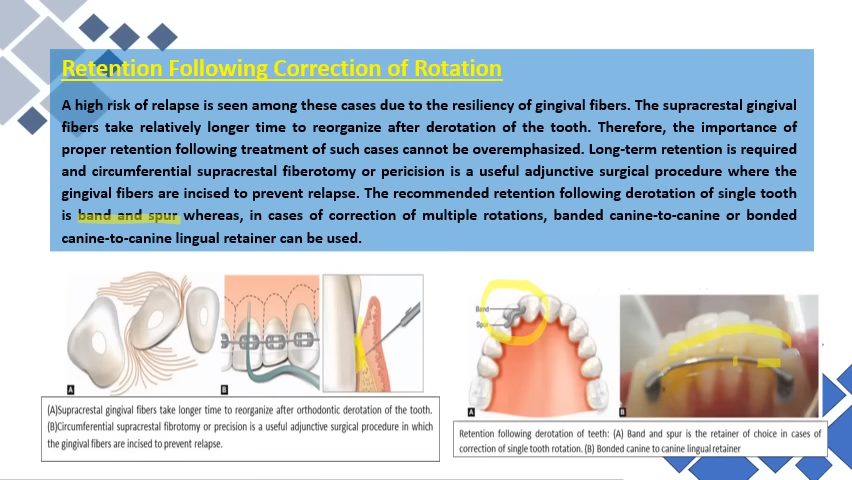 Retention Following Correction of Rotation
A high risk of relapse is seen among these cases due to the resiliency of gingival fibers. The supracrestal gingival
fibers take relatively longer time to reorganize after derotation of the tooth. Therefore, the importance of
proper retention following treatment of such cases cannot be overemphasized. Long-term retention is required
and circumferential supracrestal fiberotomy or pericision is a useful adjunctive surgical procedure where the
gingival fibers are incised to prevent relapse. The recommended retention following derotation of single tooth
is band and spur whereas, in cases of correction of multiple rotations, banded canine-to-canine or bonded
canine-to-canine lingual retainer can be used.
A
B
(A)Supracrestal gingival fibers take longer time to reorganize after orthodontic derotation of the tooth.
(B)Circumferential supracrestal fibrotomy or precision is a useful adjunctive surgical procedure in which
the gingival fibers are incised to prevent relapse.
Band
Spur
A
B
Retention following derotation of teeth: (A) Band and spur is the retainer of choice in cases of
correction of single tooth rotation. (B) Bonded canine to canine lingual retainer